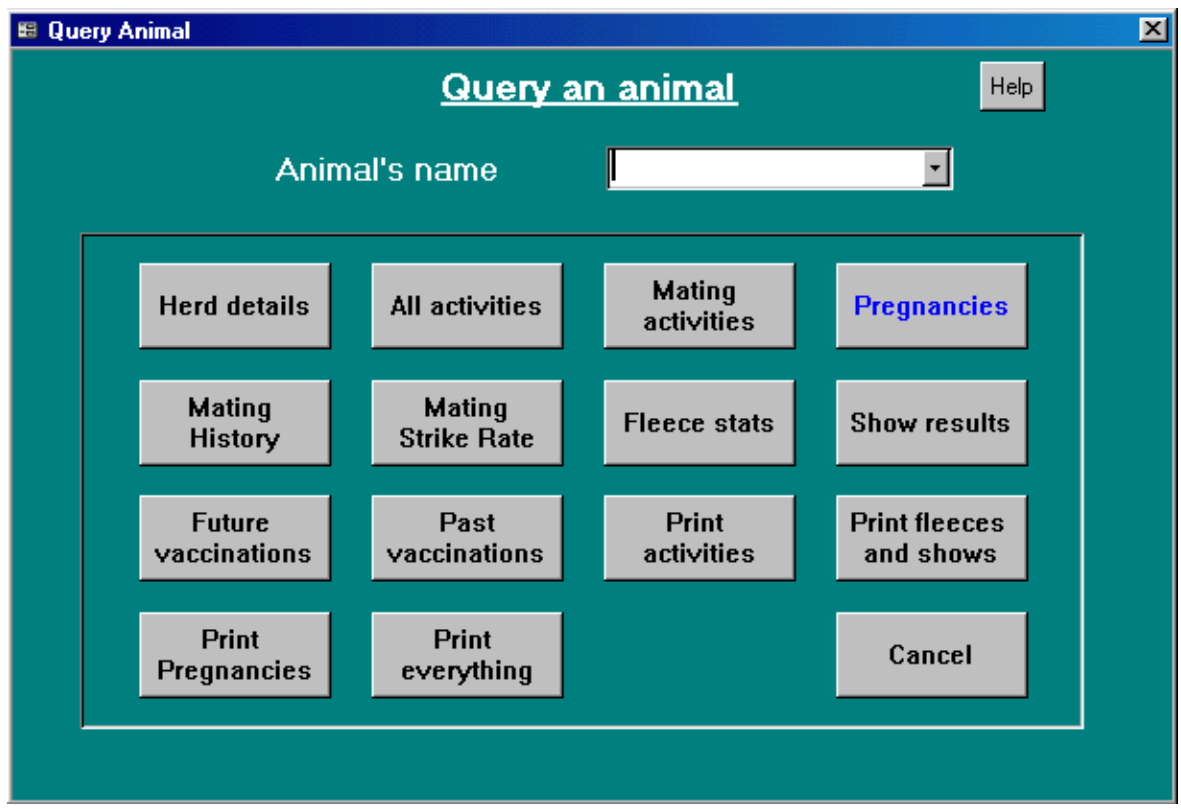 Query Animal
Query an animal
Help
Animal's name
Herd details
All activities
Mating
activities
Pregnancies
Mating
History
Mating
Strike Rate
Fleece stats
Show results
Future
vaccinations
Past
vaccinations
Print
activities
Print fleeces
and shows
Print
Pregnancies
Print
everything
Cancel